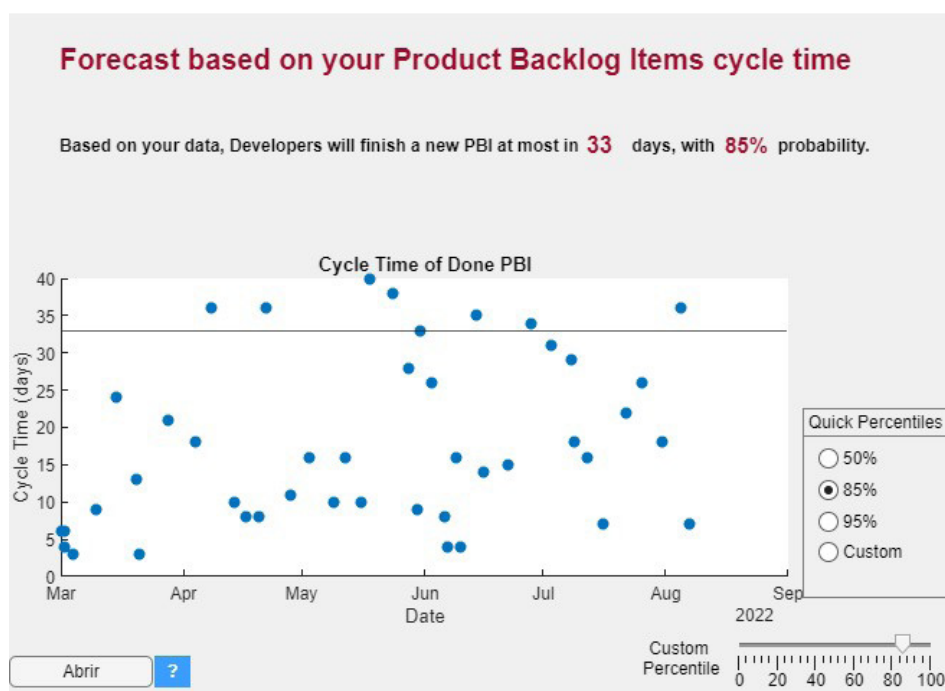 Forecast based on your Product Backlog Items cycle time
Based on your data, Developers will finish a new PBI at most in 33 days, with 85% probability.
Cycle Time of Done PBI
40
35
30
25
20
15
10
5
0
Cycle Time (days)
Mar Apr May Jun Jul Aug Sep
Date
2022
Quick Percentiles
50%
85%
95%
Custom
Abrir
?
Custom
Percentile
0 20 40 60 80 100